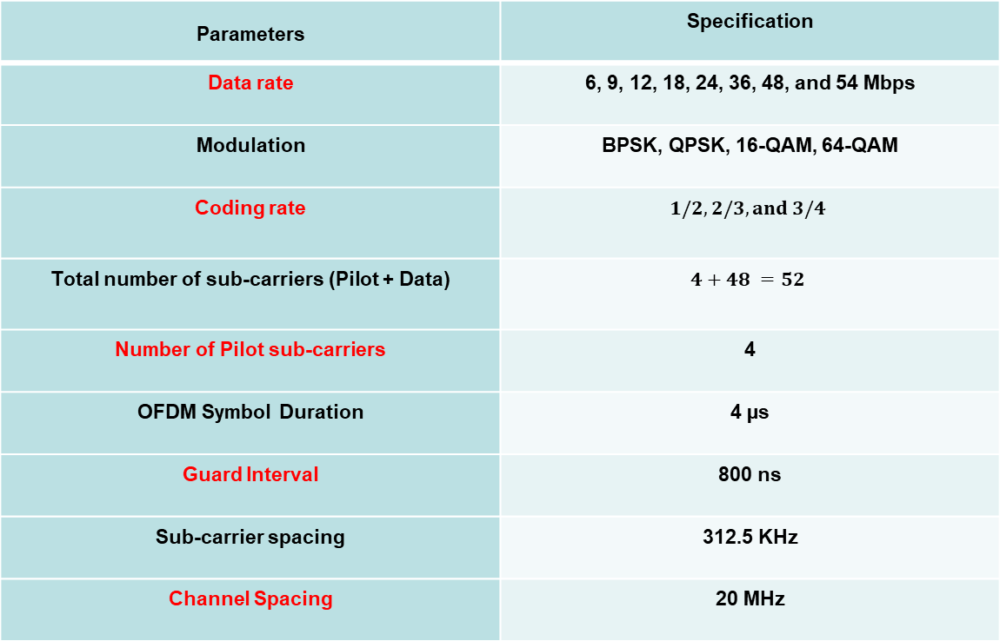 Parameters
Specification
Data rate
6, 9, 12, 18, 24, 36, 48, and 54 Mbps
Modulation
BPSK, QPSK, 16-QAM, 64-QAM
Coding rate
1/2, 2/3, and 3/4
Total number of sub-carriers (Pilot + Data)
4 + 48 = 52
Number of Pilot sub-carriers
4
OFDM Symbol Duration
4 µs
Guard Interval
800 ns
Sub-carrier spacing
312.5 KHz
Channel Spacing
20 MHz